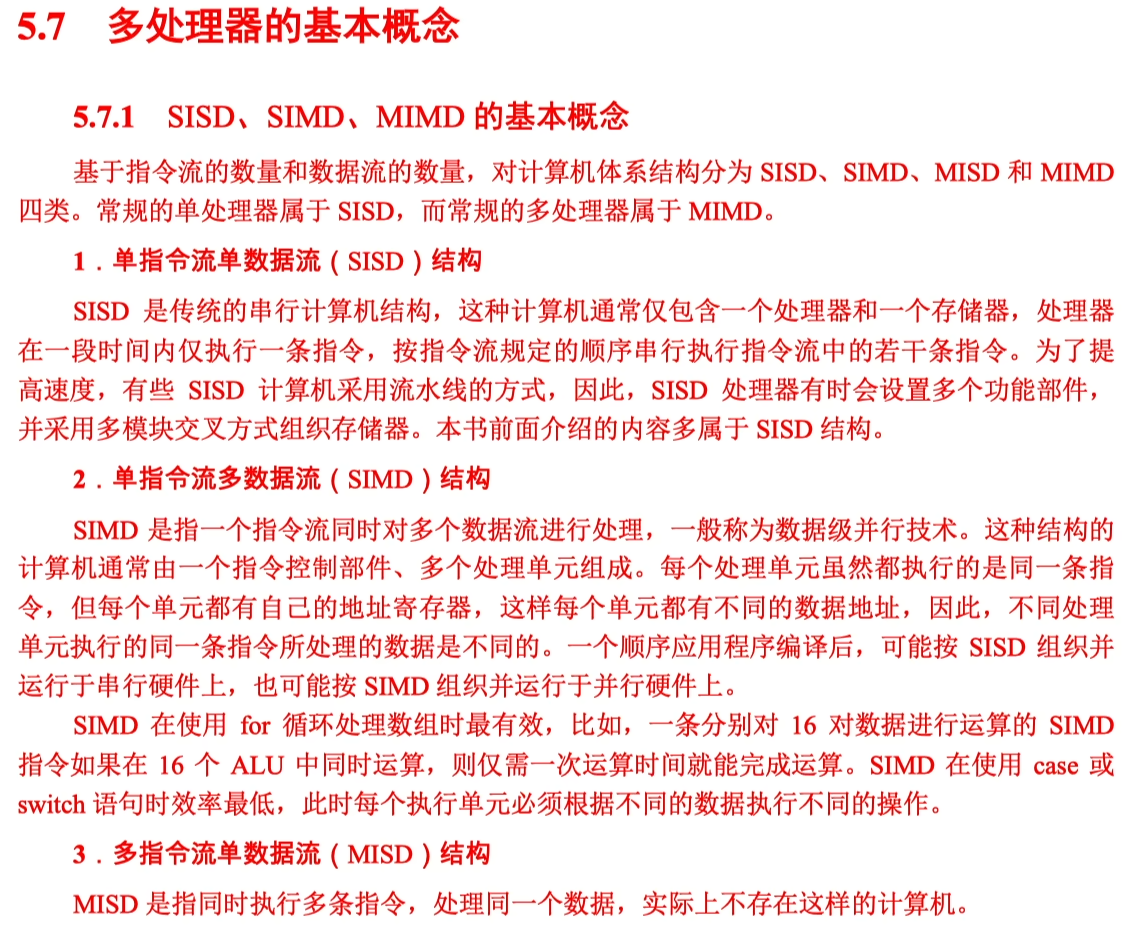 5.7 多处理器的基本概念
5.7.1 SISD、SIMD、MIMD 的基本概念
基于指令流的数量和数据流的数量，对计算机体系结构分为 SISD、SIMD、MISD 和 MIMD
四类。常规的单处理器属于 SISD，而常规的多处理器属于 MIMD。
1．单指令流单数据流（SISD）结构
SISD 是传统的串行计算机结构，这种计算机通常仅包含一个处理器和一个存储器，处理器
在一段时间内仅执行一条指令，按指令流规定的顺序串行执行指令流中的若干条指令。为了提
高速度，有些 SISD 计算机采用流水线的方式，因此，SISD 处理器有时会设置多个功能部件，
并采用多模块交叉方式组织存储器。本书前面介绍的内容多属于 SISD 结构。
2．单指令流多数据流（SIMD）结构
SIMD 是指一个指令流同时对多个数据流进行处理，一般称为数据级并行技术。这种结构的
计算机通常由一个指令控制部件、多个处理单元组成。每个处理单元虽然都执行的是同一条指
令，但每个单元都有自己的地址寄存器，这样每个单元都有不同的数据地址，因此，不同处理
单元执行的同一条指令所处理的数据是不同的。一个顺序应用程序编译后，可能按 SISD 组织并
运行于串行硬件上，也可能按 SIMD 组织并运行于并行硬件上。
SIMD 在使用 for 循环处理数组时最有效，比如，一条分别对 16 对数据进行运算的 SIMD
指令如果在 16 个 ALU 中同时运算，则仅需一次运算时间就能完成运算。SIMD 在使用 case 或
switch 语句时效率最低，此时每个执行单元必须根据不同的数据执行不同的操作。
3．多指令流单数据流（MISD）结构
MISD 是指同时执行多条指令，处理同一个数据，实际上不存在这样的计算机。